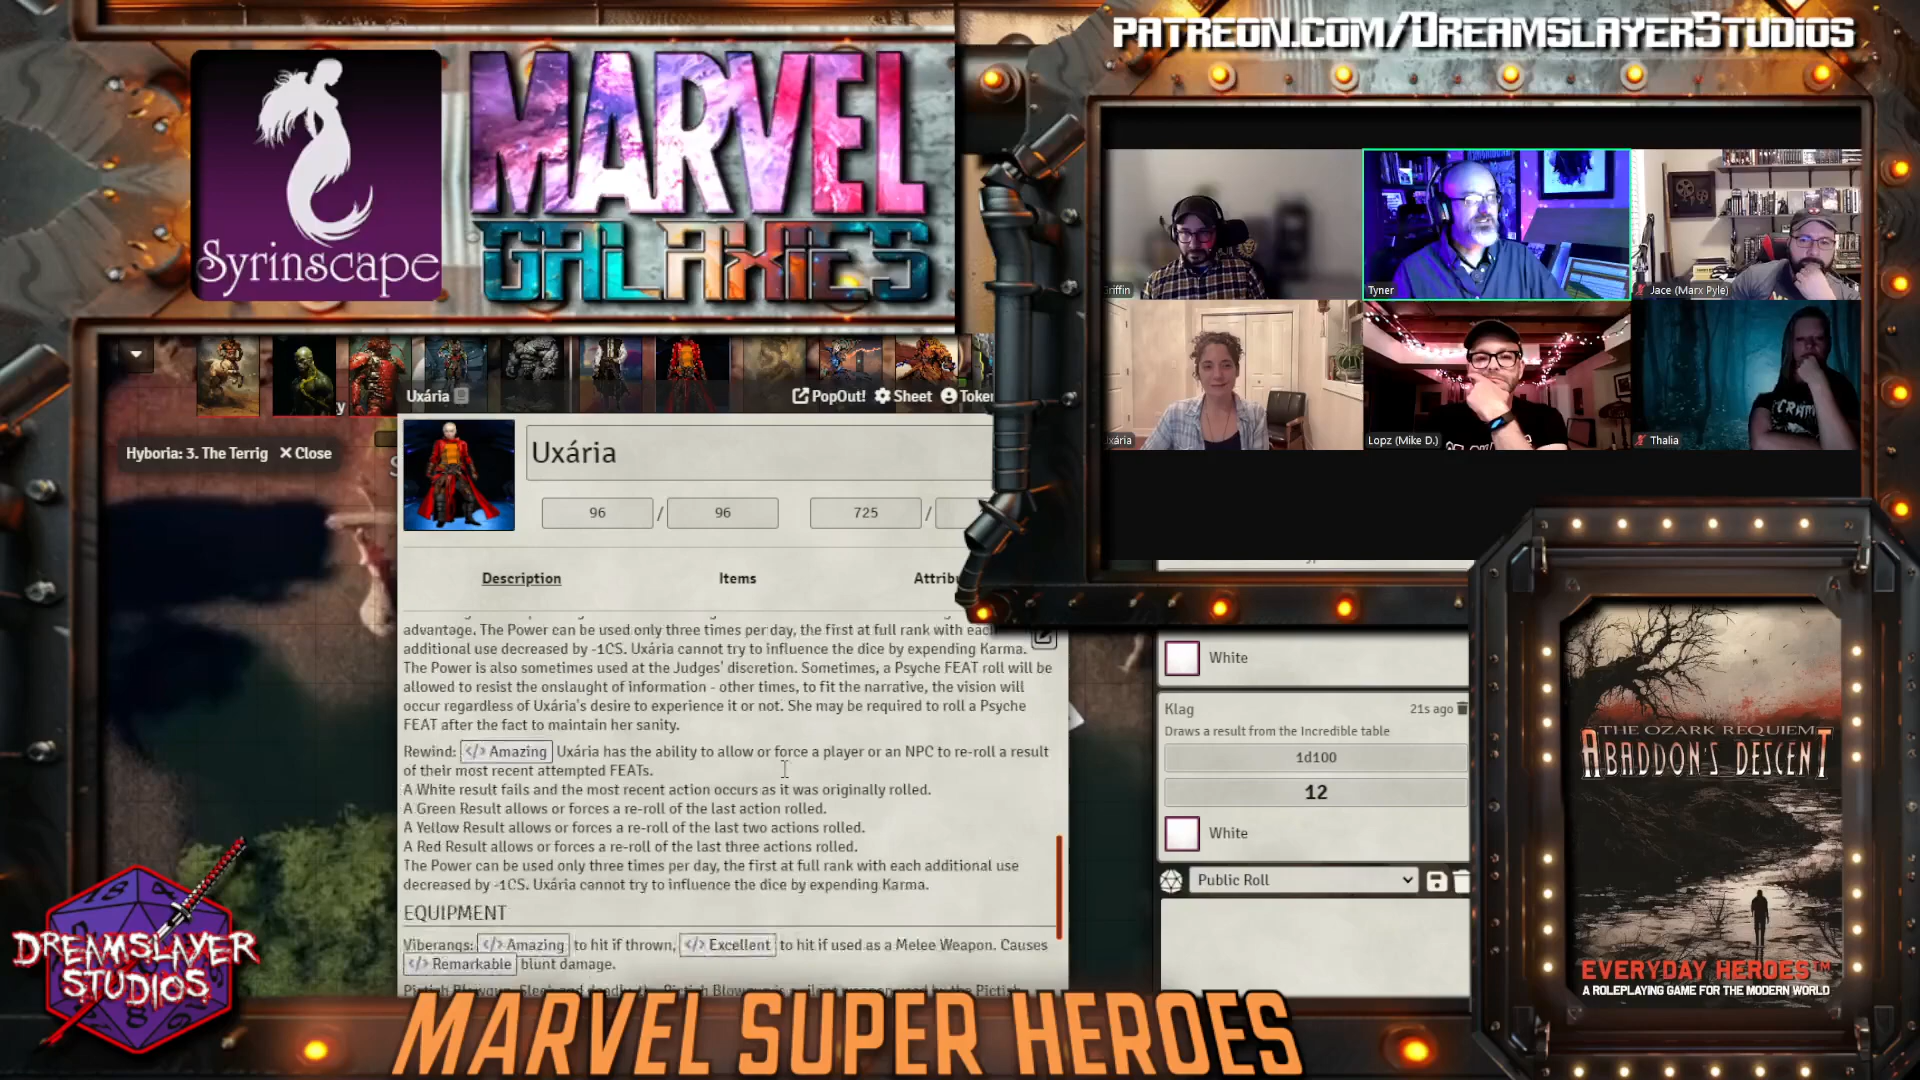 PATREON.COM/DREAMSLAYERSTUDIOS
Syrinscape
MARVEL
GALAXIES
Griffin
Tyner
Jace (Marx Pyle)
Uxária
Lopz (Mike D.)
Thalia
Hyboria: 3. The Terrig
Close
Uxária
PopOut!
Sheet
Token
Uxária
96 / 96
725 /
Description
Items
Attribu
advantage. The Power can be used only three times per day, the first at full rank with each
additional use decreased by -1CS. Uxária cannot try to influence the dice by expending Karma.
The Power is also sometimes used at the Judges' discretion. Sometimes, a Psyche FEAT roll will be
allowed to resist the onslaught of information - other times, to fit the narrative, the vision will
occur regardless of Uxária's desire to experience it or not. She may be required to roll a Psyche
FEAT after the fact to maintain her sanity.
Rewind: </> Amazing Uxária has the ability to allow or force a player or an NPC to re-roll a result
of their most recent attempted FEATs.
A White result fails and the most recent action occurs as it was originally rolled.
A Green Result allows or forces a re-roll of the last action rolled.
A Yellow Result allows or forces a re-roll of the last two actions rolled.
A Red Result allows or forces a re-roll of the last three actions rolled.
The Power can be used only three times per day, the first at full rank with each additional use
decreased by -1CS. Uxária cannot try to influence the dice by expending Karma.
EQUIPMENT
Viberangs: </> Amazing to hit if thrown, </> Excellent to hit if used as a Melee Weapon. Causes
</> Remarkable blunt damage.
White
Klag
21s ago
Draws a result from the Incredible table
1d100
12
White
Public Roll
THE OZARK REQUIEM
ABADDON'S DESCENT
EVERYDAY HEROES™
A ROLEPLAYING GAME FOR THE MODERN WORLD
DREAMSLAYER
STUDIOS
MARVEL SUPER HEROES